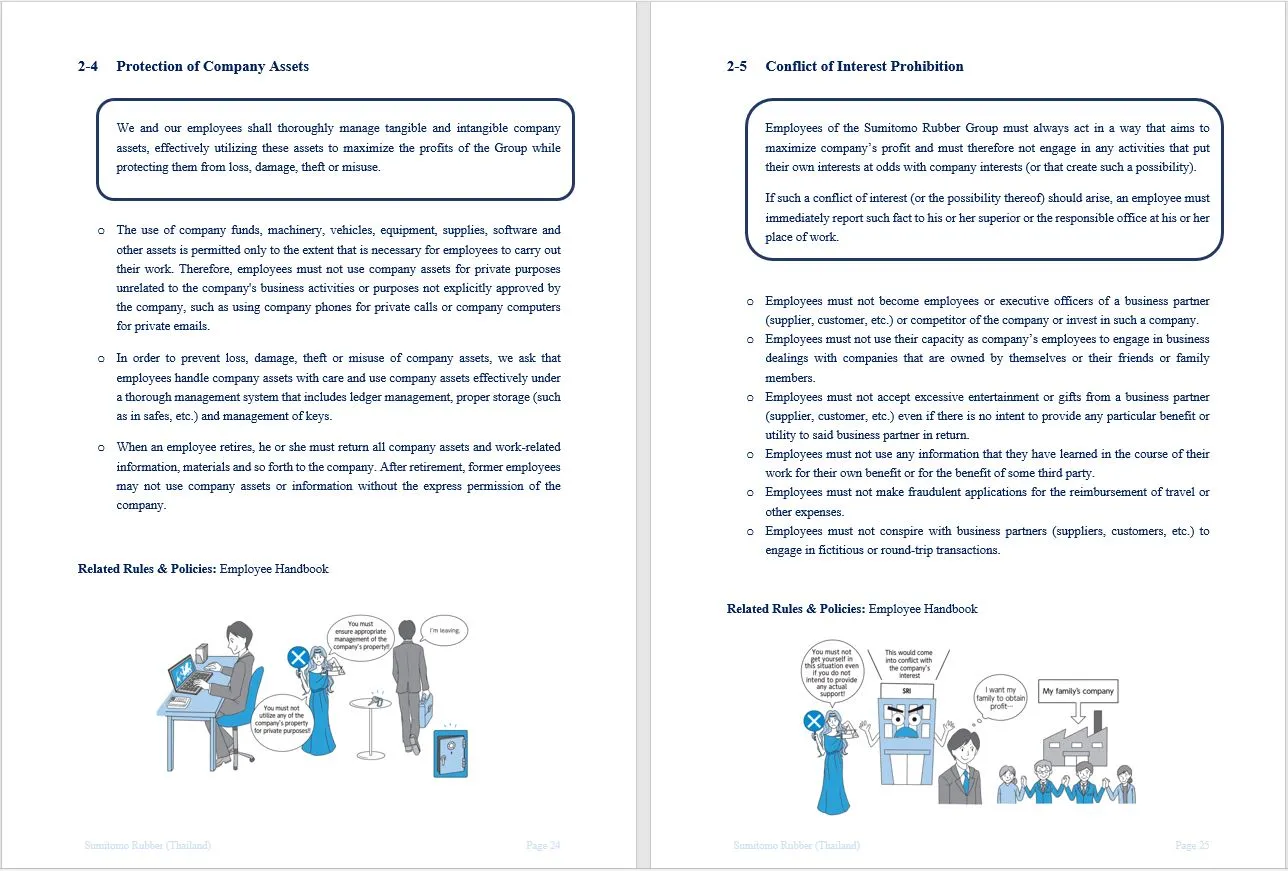 2-4 Protection of Company Assets
We and our employees shall thoroughly manage tangible and intangible company
assets, effectively utilizing these assets to maximize the profits of the Group while
protecting them from loss, damage, theft or misuse.
o The use of company funds, machinery, vehicles, equipment, supplies, software and
other assets is permitted only to the extent that is necessary for employees to carry out
their work. Therefore, employees must not use company assets for private purposes
unrelated to the company's business activities or purposes not explicitly approved by
the company, such as using company phones for private calls or company computers
for private emails.
o In order to prevent loss, damage, theft or misuse of company assets, we ask that
employees handle company assets with care and use company assets effectively under
a thorough management system that includes ledger management, proper storage (such
as in safes, etc.) and management of keys.
o When an employee retires, he or she must return all company assets and work-related
information, materials and so forth to the company. After retirement, former employees
may not use company assets or information without the express permission of the
company.
Related Rules & Policies: Employee Handbook
You must
ensure appropriate
management of the
company's property!!
I'm leaving.
You must not
utilize any of the
company's property
for private purposes!!
Sumitomo Rubber (Thailand) Page 24
2-5 Conflict of Interest Prohibition
Employees of the Sumitomo Rubber Group must always act in a way that aims to
maximize company's profit and must therefore not engage in any activities that put
their own interests at odds with company interests (or that create such a possibility).
If such a conflict of interest (or the possibility thereof) should arise, an employee must
immediately report such fact to his or her superior or the responsible office at his or her
place of work.
o Employees must not become employees or executive officers of a business partner
(supplier, customer, etc.) or competitor of the company or invest in such a company.
o Employees must not use their capacity as company's employees to engage in business
dealings with companies that are owned by themselves or their friends or family
members.
o Employees must not accept excessive entertainment or gifts from a business partner
(supplier, customer, etc.) even if there is no intent to provide any particular benefit or
utility to said business partner in return.
o Employees must not use any information that they have learned in the course of their
work for their own benefit or for the benefit of some third party.
o Employees must not make fraudulent applications for the reimbursement of travel or
other expenses.
o Employees must not conspire with business partners (suppliers, customers, etc.) to
engage in fictitious or round-trip transactions.
Related Rules & Policies: Employee Handbook
You must not
get yourself in
this situation even
if you do not
intend to provide
any actual
support!
This would come
into conflict with
the company's
interest
SRI
I want my
family to obtain
profit…
My family's company
Sumitomo Rubber (Thailand) Page 25